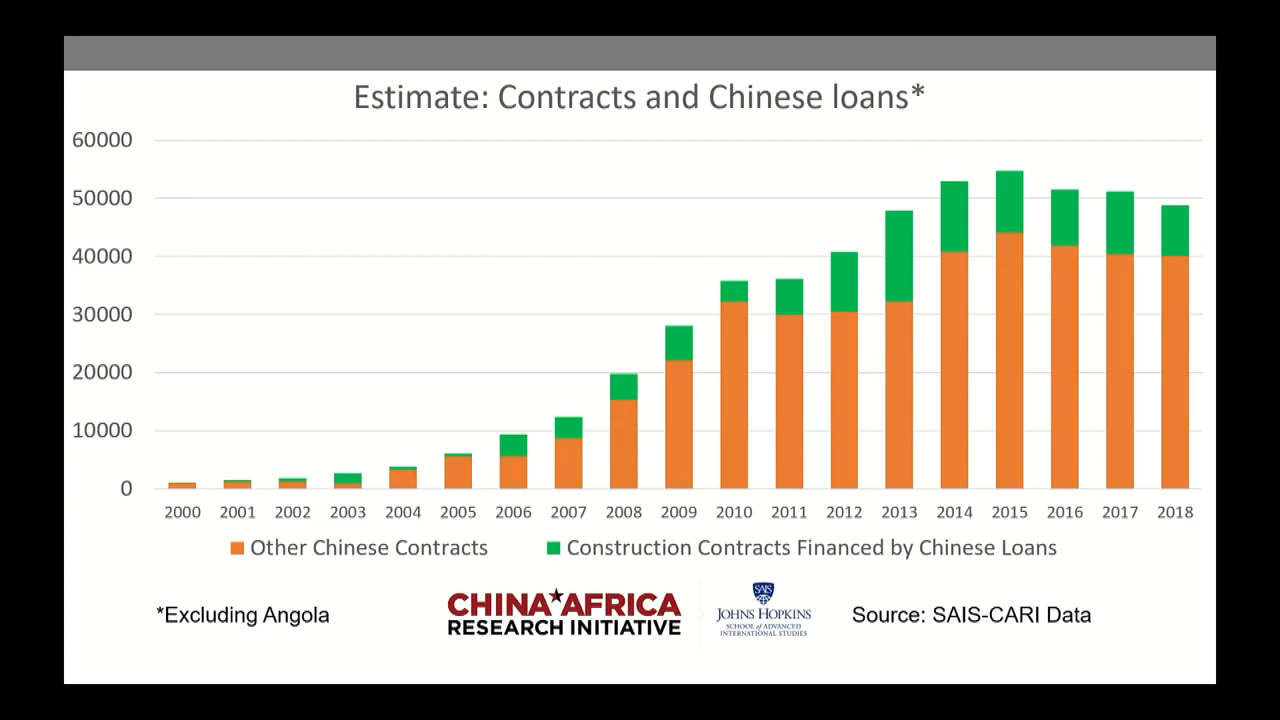 Estimate: Contracts and Chinese loans*
60000
50000
40000
30000
20000
10000
0
2000 2001 2002 2003 2004 2005 2006 2007 2008 2009 2010 2011 2012 2013 2014 2015 2016 2017 2018
Other Chinese Contracts Construction Contracts Financed by Chinese Loans
*Excluding Angola
CHINA AFRICA
RESEARCH INITIATIVE
SAIS
JOHNS HOPKINS
SCHOOL of ADVANCED
INTERNATIONAL STUDIES
Source: SAIS-CARI Data